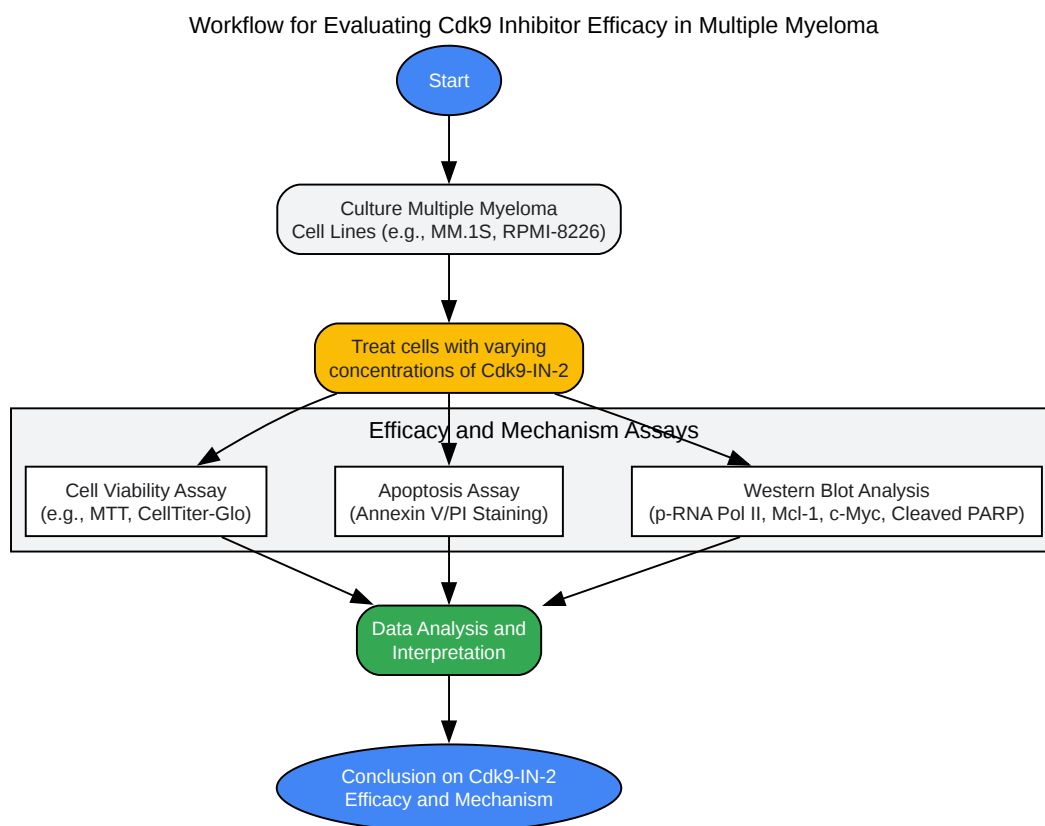 Workflow for Evaluating Cdk9 Inhibitor Efficacy in Multiple Myeloma
Start
Culture Multiple Myeloma
Cell Lines (e.g., MM.1S, RPMI-8226)
Treat cells with varying
concentrations of Cdk9-IN-2
Efficacy and Mechanism Assays
Cell Viability Assay
(e.g., MTT, CellTiter-Glo)
Apoptosis Assay
(Annexin V/PI Staining)
Western Blot Analysis
(p-RNA Pol II, Mcl-1, c-Myc, Cleaved PARP)
Data Analysis and
Interpretation
Conclusion on Cdk9-IN-2
Efficacy and Mechanism